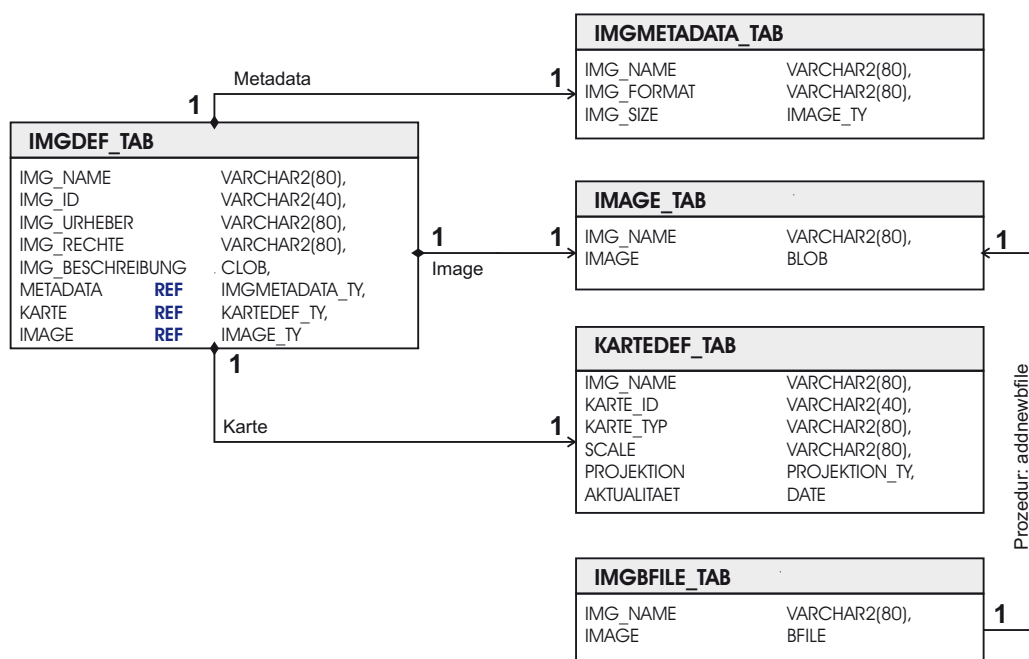 IMGMETADATA_TAB
IMG_NAME VARCHAR2(80),
IMG_FORMAT VARCHAR2(80),
IMG_SIZE IMAGE_TY
Metadata
1
1
IMGDEF_TAB
IMG_NAME VARCHAR2(80),
IMG_ID VARCHAR2(40),
IMG_URHEBER VARCHAR2(80),
IMG_RECHTE VARCHAR2(80),
IMG_BESCHREIBUNG CLOB,
METADATA REF IMGMETADATA_TY,
KARTE REF KARTEDEF_TY,
IMAGE REF IMAGE_TY
1
Image
1
IMAGE_TAB
IMG_NAME VARCHAR2(80),
IMAGE BLOB
1
1
Karte
1
KARTEDEF_TAB
IMG_NAME VARCHAR2(80),
KARTE_ID VARCHAR2(40),
KARTE_TYP VARCHAR2(80),
SCALE VARCHAR2(80),
PROJEKTION PROJEKTION_TY,
AKTUALITAET DATE
Prozedur: addnewbfile
IMGBFILE_TAB
IMG_NAME VARCHAR2(80),
IMAGE BFILE
1